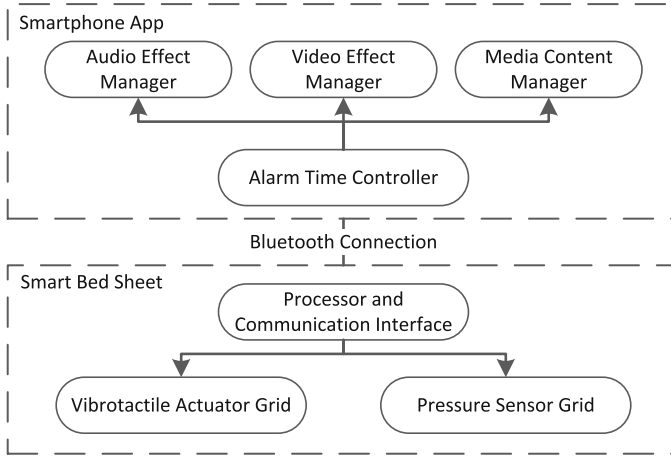 Smartphone App
Audio Effect
Manager
Video Effect
Manager
Media Content
Manager
Alarm Time Controller
Bluetooth Connection
Smart Bed Sheet
Processor and
Communication Interface
Vibrotactile Actuator Grid
Pressure Sensor Grid